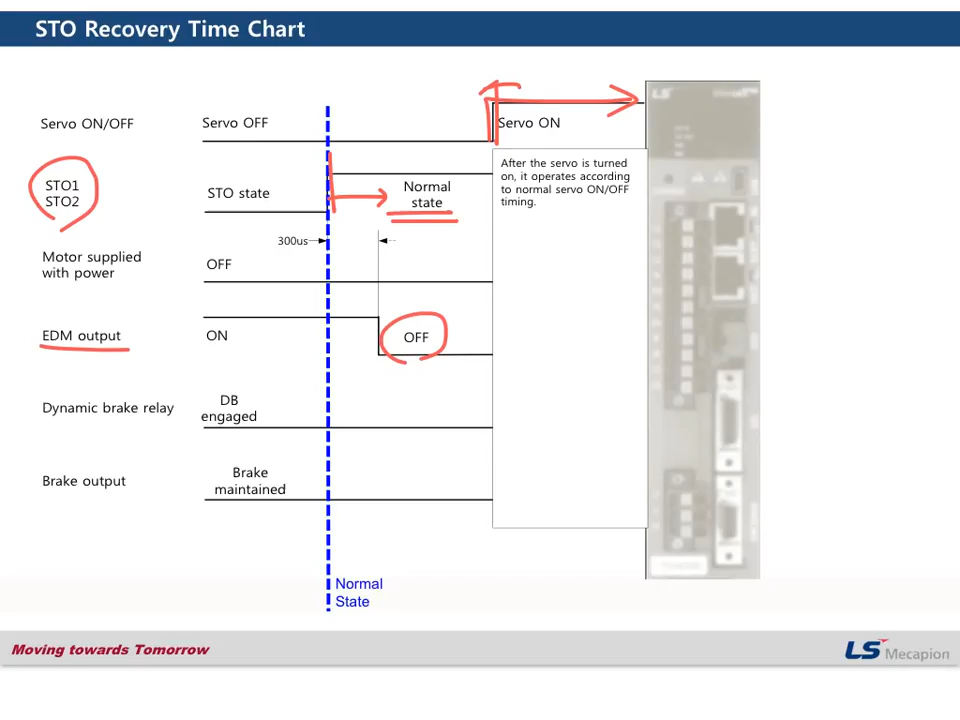 STO Recovery Time Chart
Servo ON/OFF
Servo OFF
Servo ON
After the servo is turned
on, it operates according
to normal servo ON/OFF
timing.
STO1
STO2
STO state
Normal
state
300us
Motor supplied
with power
OFF
EDM output
ON
OFF
Dynamic brake relay
DB
engaged
Brake output
Brake
maintained
Normal
State
Moving towards Tomorrow
LS Mecapion
LS